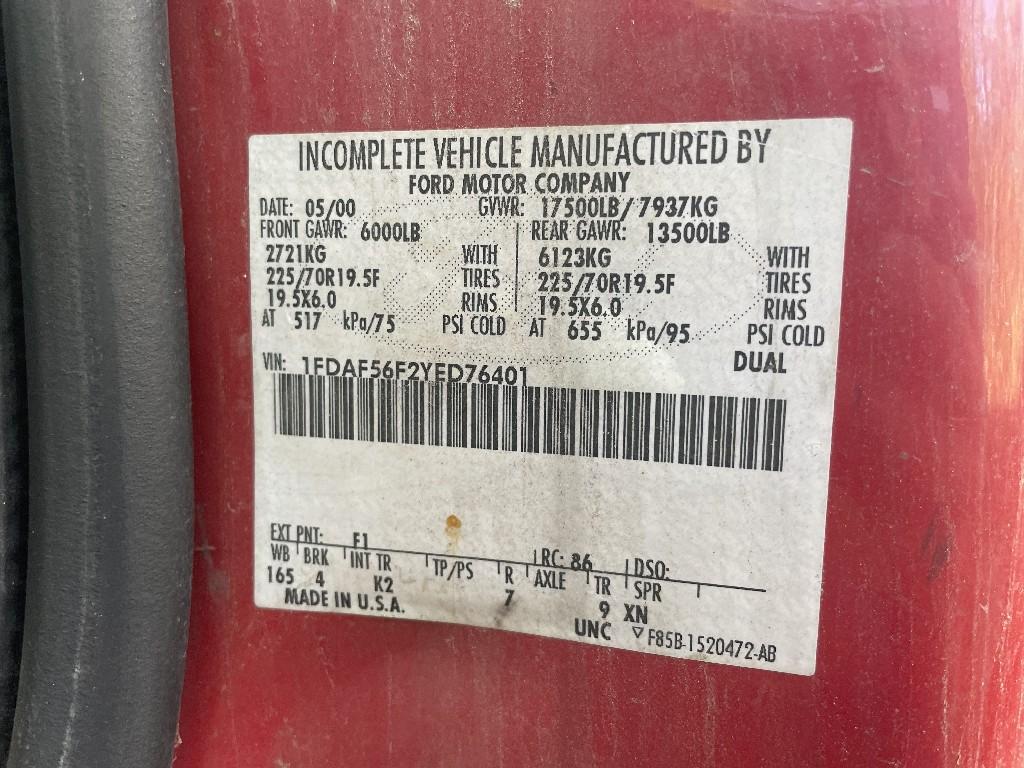 INCOMPLETE VEHICLE MANUFACTURED BY
FORD MOTOR COMPANY
DATE: 05/00 GVWR: 17500LB/ 7937KG
FRONT GAWR: 6000LB REAR GAWR: 13500LB
2721KG WITH 6123KG WITH
225/70R19.5F TIRES 225/70R19.5F TIRES
19.5X6.0 RIMS 19.5X6.0 RIMS
AT 517 kPa/75 PSI COLD AT 655 kPa/95 PSI COLD
DUAL
VIN: 1FDAF56F2YED76401
EXT PNT: F1 RC: 86 DSO:
WB BRK INT TR TP/PS R AXLE TR SPR
165 4 K2 7 9 XN
MADE IN U.S.A. UNC ▽F85B-1520472-AB